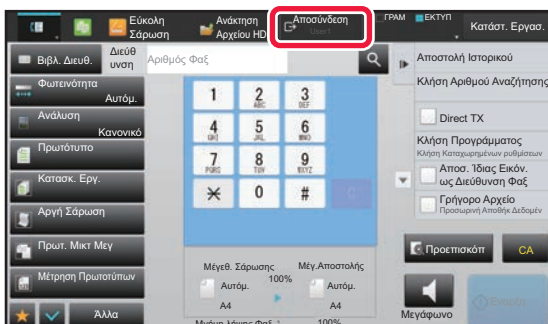 Εύκολη
Σάρωση
Ανάκτηση
Αρχείου HD
Αποσύνδεση
User1
ΓΡΑΜ
ΕΚΤΥΠ
Κατάστ. Εργασ.
Βιβλ. Διευθ.
Διεύθ
υνση
Αριθμός Φαξ
Αποστολή Ιστορικού
Φωτεινότητα
Αυτόμ.
Κλήση Αριθμού Αναζήτησης
1
2 ABC
3 DEF
Ανάλυση
Κανονικό
Direct TX
4 GHI
5 JKL
6 MNO
Πρωτότυπο
Κλήση Προγράμματος
Κλήση Καταχωρημένων ρυθμίσεων
7 PQRS
8 TUV
9 WXYZ
Κατασκ. Εργ.
Αποσ. Ίδιας Εικόν.
ως Διεύθυνση Φαξ
0
#
C
Αργή Σάρωση
Γρήγορο Αρχείο
Προσωρινή Αποθήκ Δεδομέν
Πρωτ. Μικτ Μεγ
Προεπισκόπ
CA
Μέγεθ. Σάρωσης
Μέγ.Αποστολής
100%
Μέτρηση Πρωτοτύπων
Αυτόμ.
Αυτόμ.
A4
A4
Άλλα
Μεγάφωνο
100%